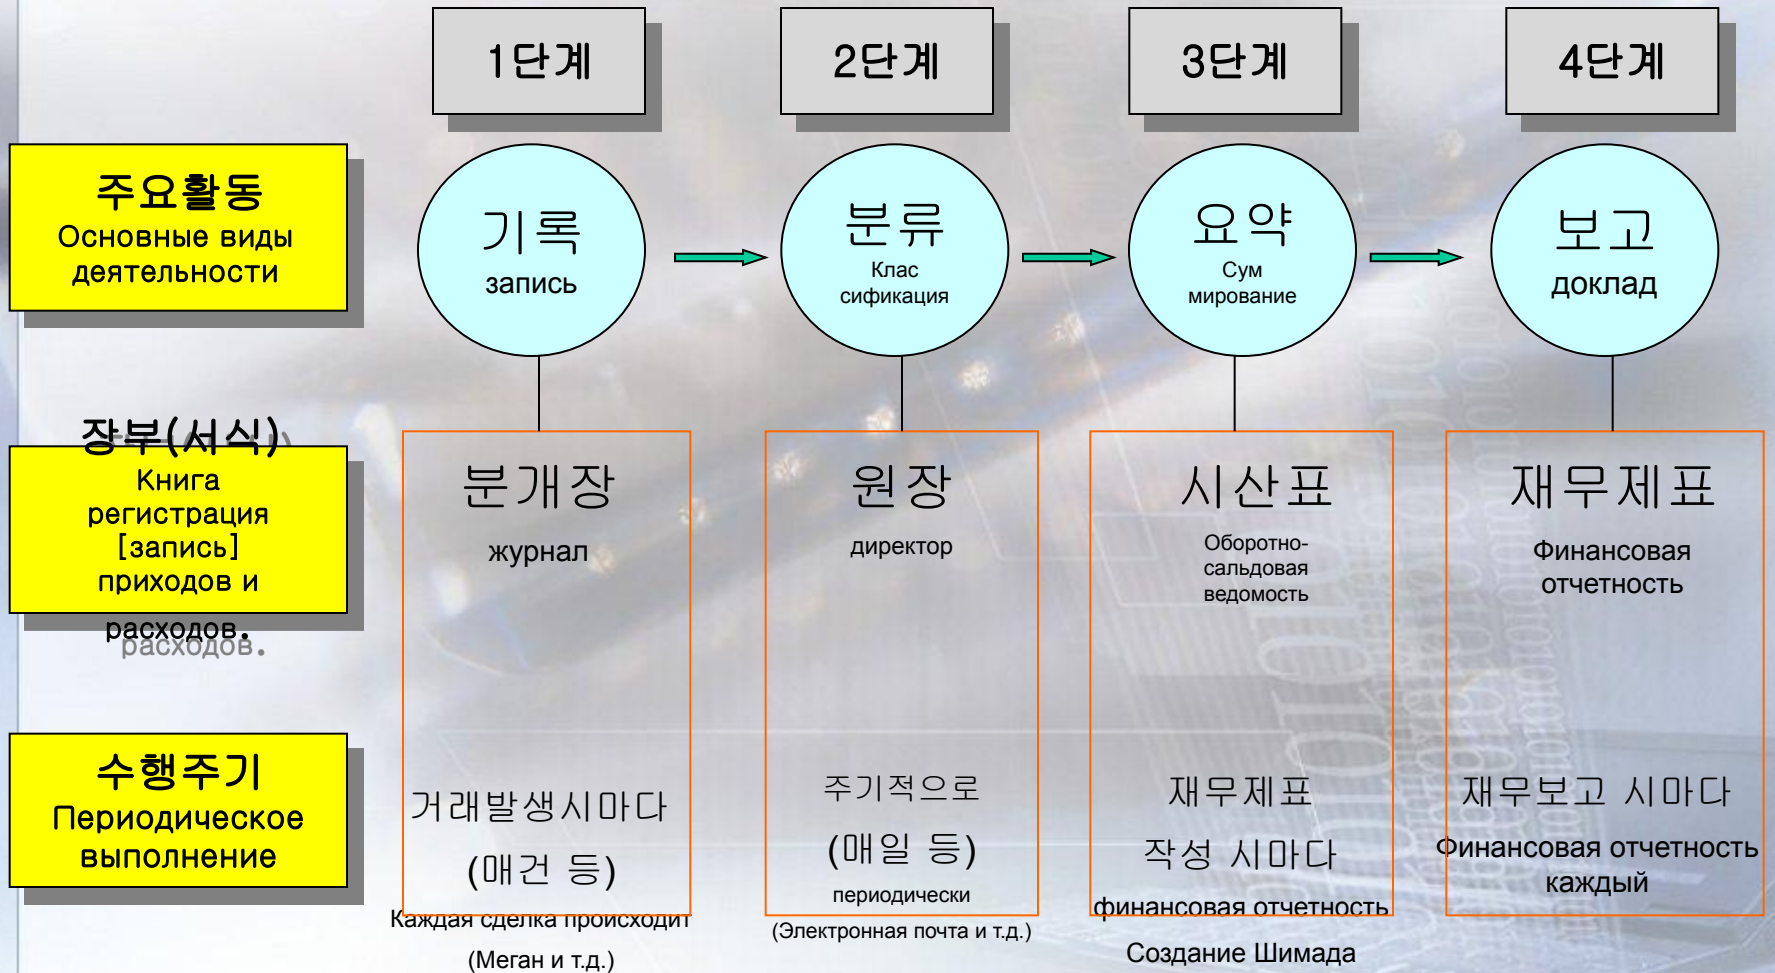 1단계
2단계
3단계
4단계
주요활동
Основные виды
деятельности
기록
запись
분류
Клас
сификация
요약
Сум
мирование
보고
доклад
장부(서식)
Книга
регистрация
[запись]
приходов и
расходов.
분개장
журнал
원장
директор
시산표
Оборотно-
сальдовая
ведомость
재무제표
Финансовая
отчетность
수행주기
Периодическое
выполнение
거래발생시마다
(매건 등)
Каждая сделка происходит
(Меган и т.д.)
주기적으로
(매일 등)
периодически
(Электронная почта и т.д.)
재무제표
작성 시마다
финансовая отчетность
Создание Шимада
재무보고 시마다
Финансовая отчетность
каждый